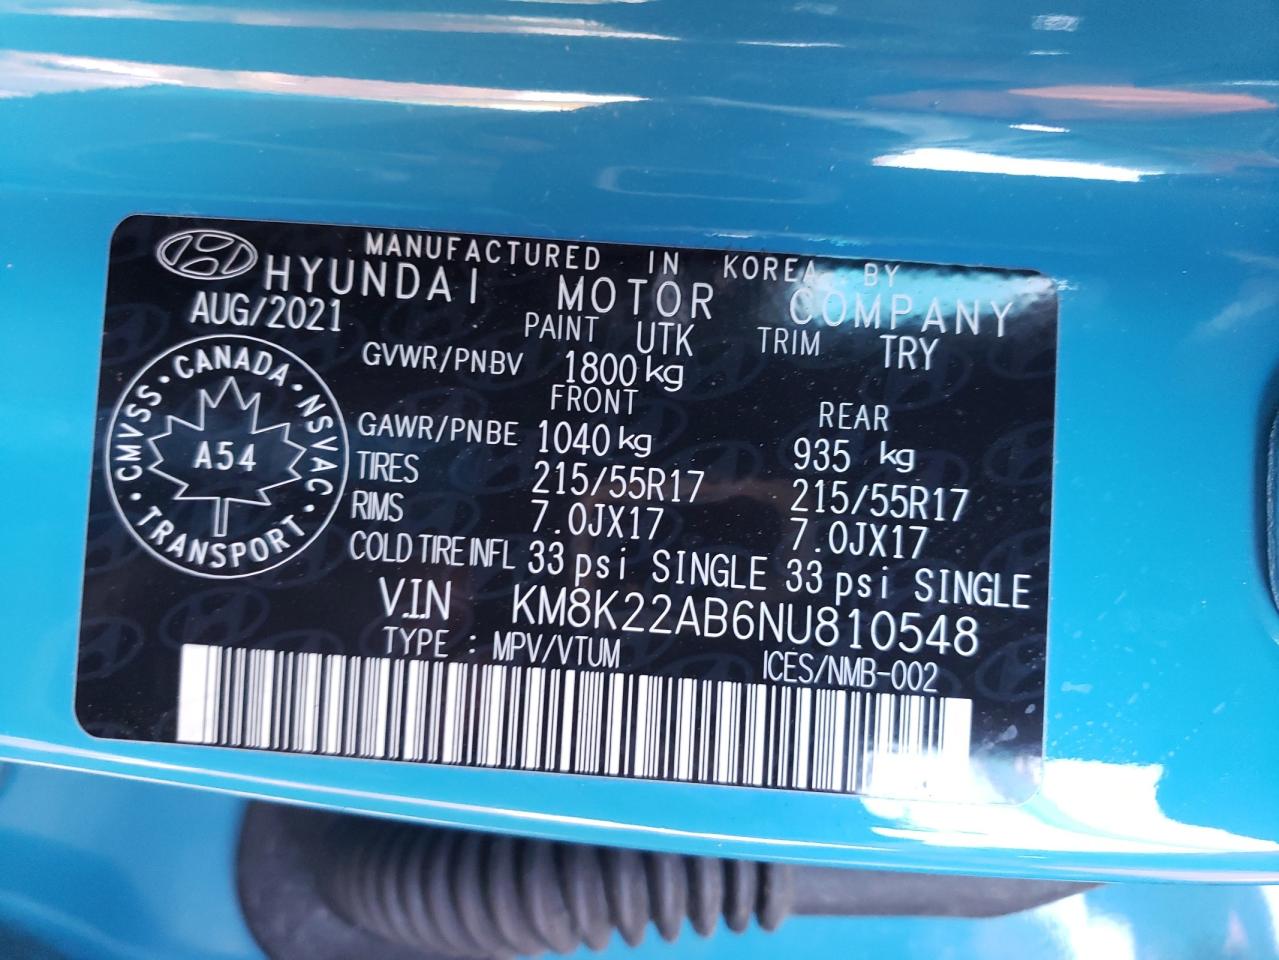 MANUFACTURED IN KOREA BY
HYUNDAI MOTOR COMPANY
AUG/2021 PAINT UTK TRIM TRY
GVWR/PNBV 1800 kg
FRONT REAR
GAWR/PNBE 1040 kg 935 kg
TIRES 215/55R17 215/55R17
RIMS 7.0JX17 7.0JX17
COLD TIRE INFL 33 psi SINGLE 33 psi SINGLE
V.I.N KM8K22AB6NU810548
TYPE : MPV/VTUM ICES/NMB-002
CMVSS • CANADA • NSVAC • TRANSPORT •
A54